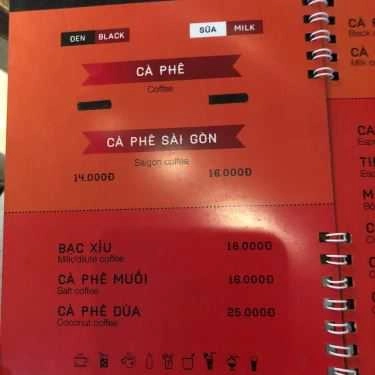 ĐEN BLACK SỮA MILK
CÀ PHÊ
Coffee
CÀ PHÊ SÀI GÒN
Saigon coffee
14.000Đ 16.000Đ
BẠC XỈU 16.000Đ
Milk/dilute coffee
CÀ PHÊ MUỐI 16.000Đ
Salt coffee
CÀ PHÊ DỪA 25.000Đ
Coconut coffee